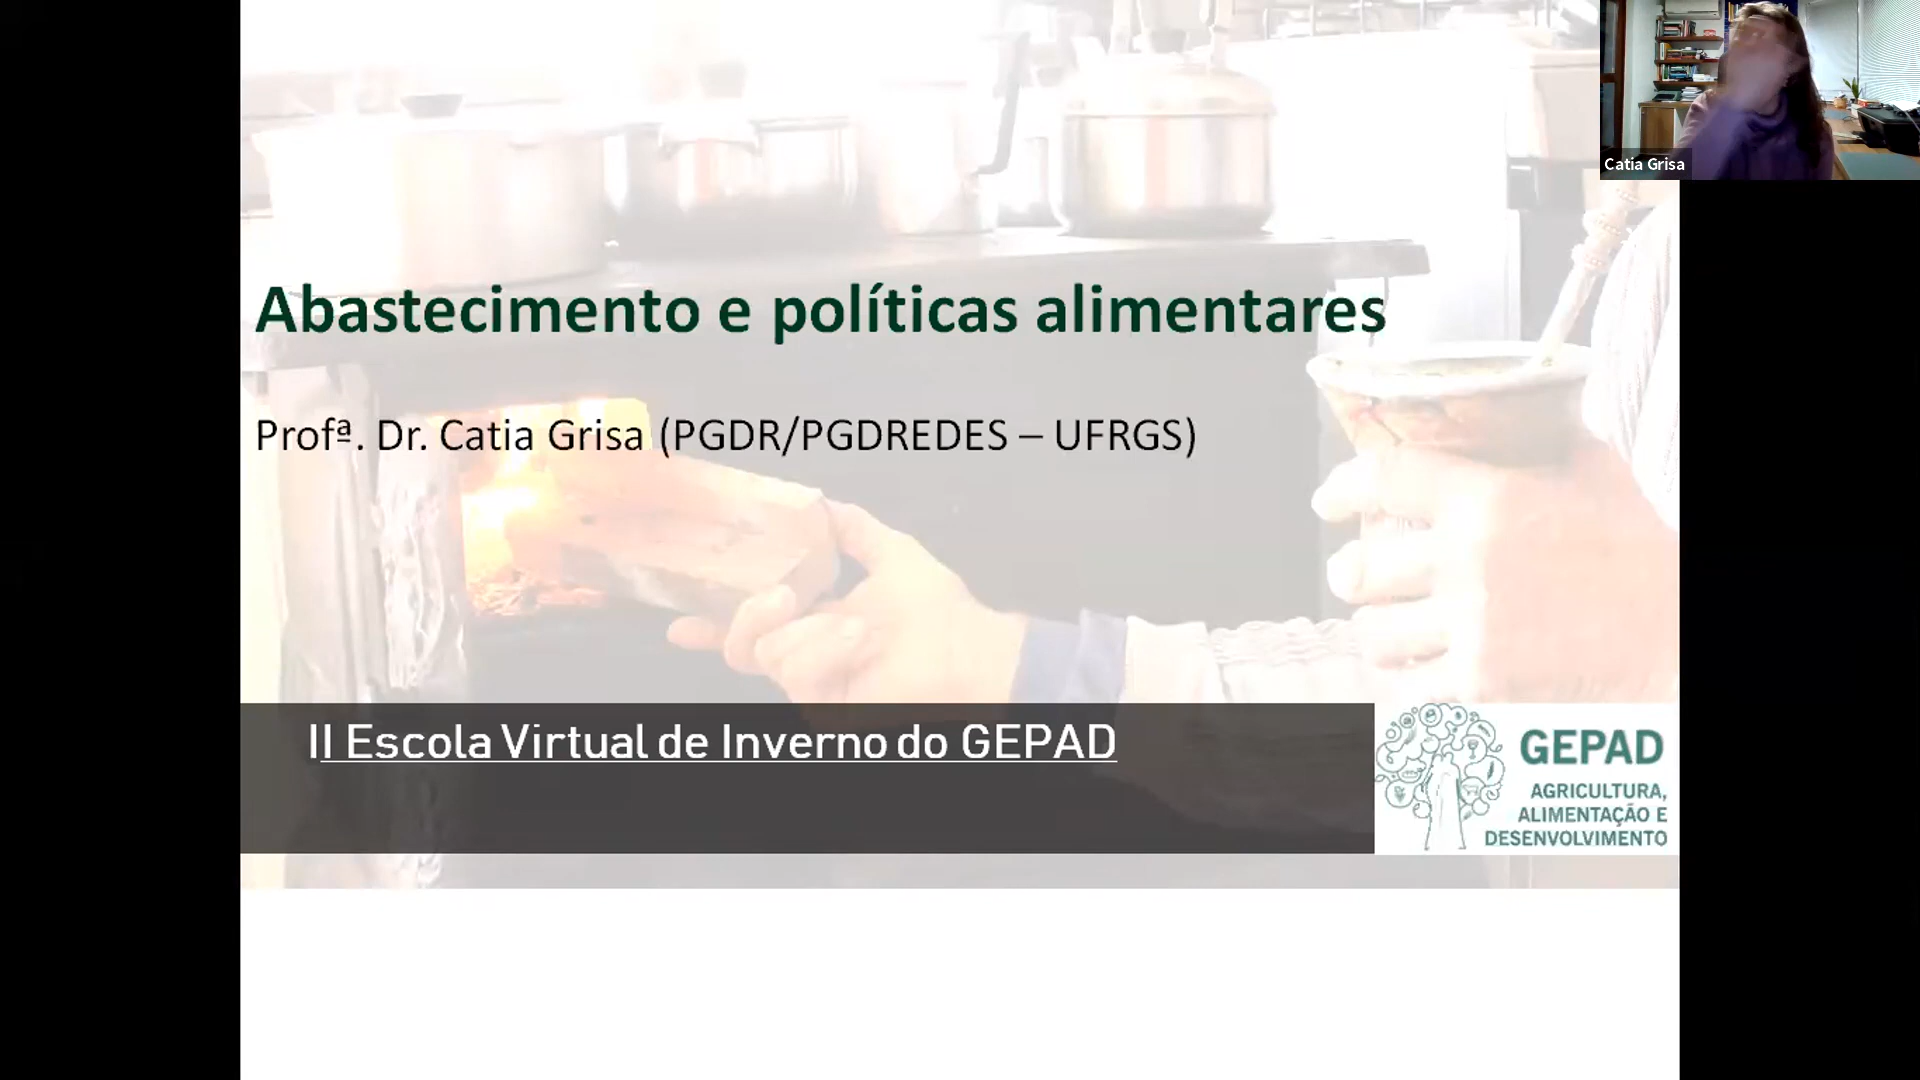 Catia Grisa
Abastecimento e políticas alimentares
Profª. Dr. Catia Grisa (PGDR/PGDREDES – UFRGS)
II Escola Virtual de Inverno do GEPAD
GEPAD
AGRICULTURA,
ALIMENTAÇÃO E
DESENVOLVIMENTO